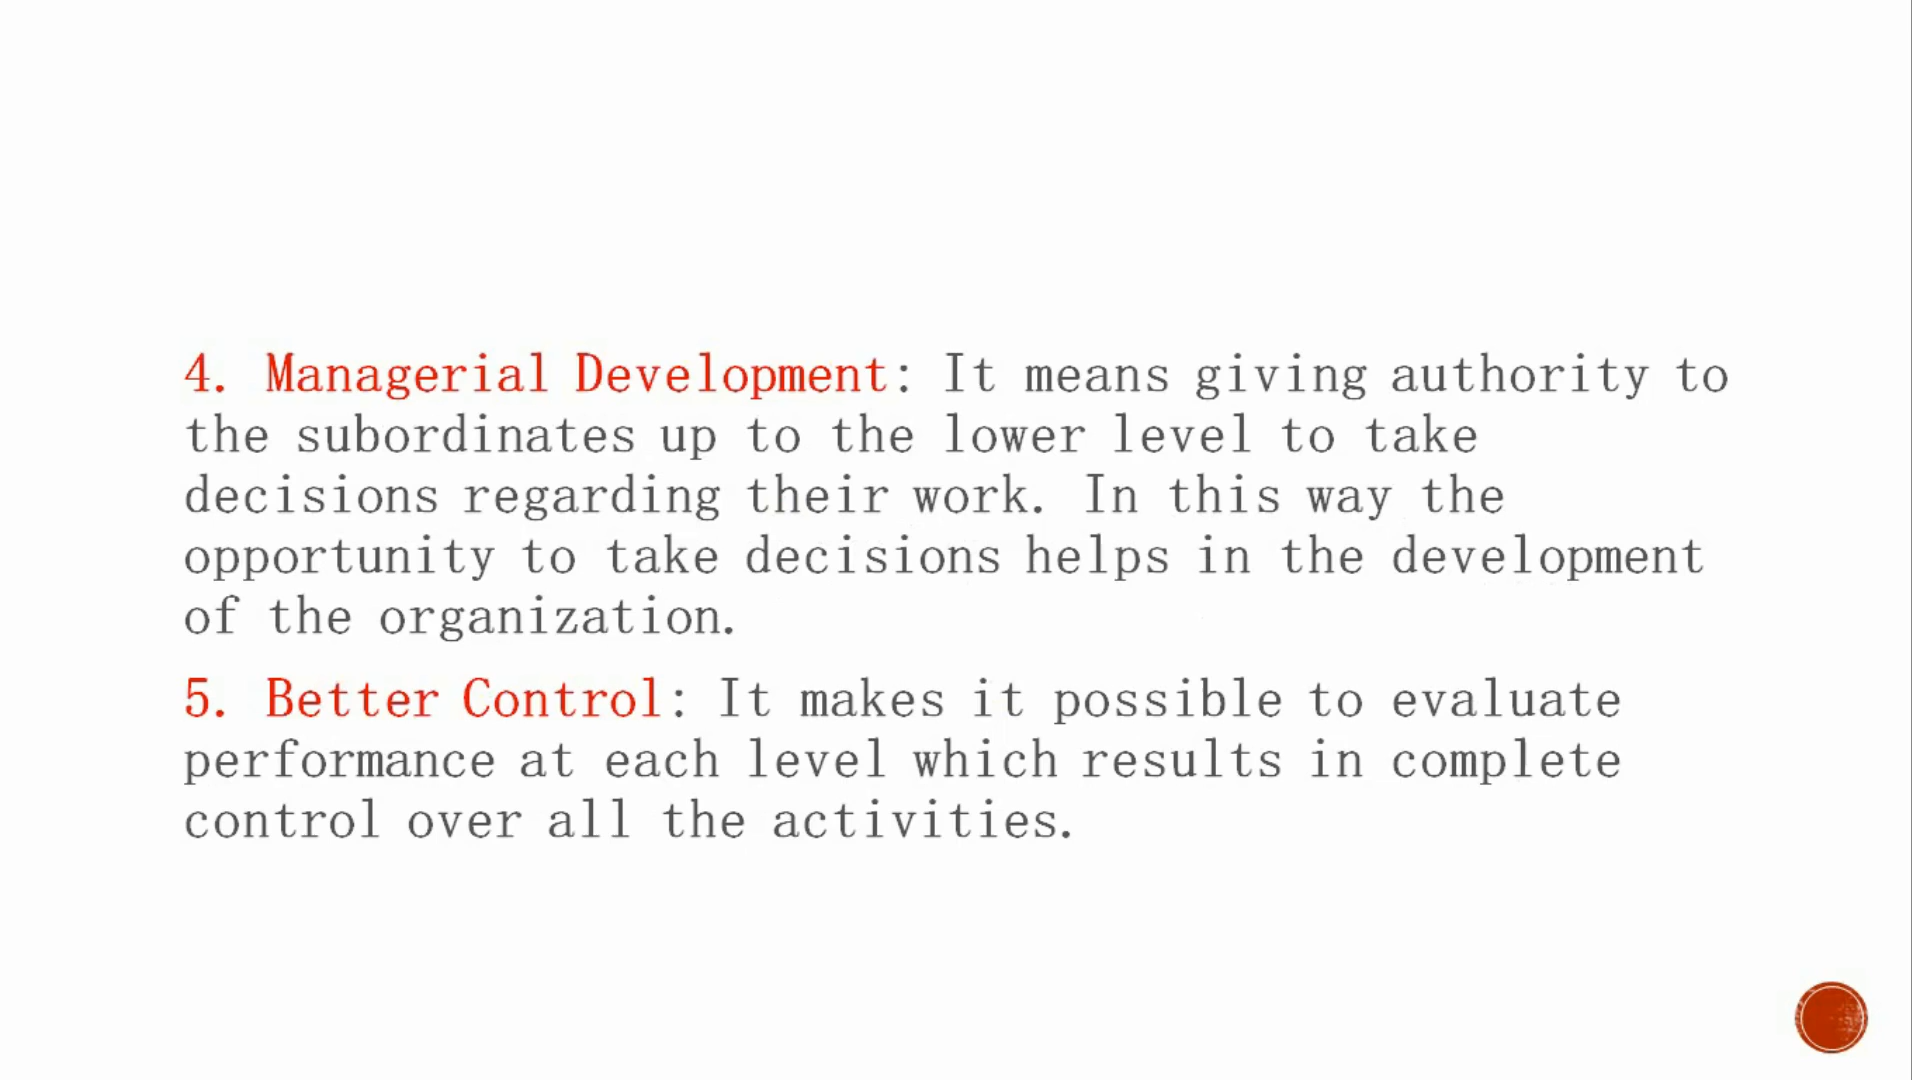 4. Managerial Development: It means giving authority to
the subordinates up to the lower level to take
decisions regarding their work. In this way the
opportunity to take decisions helps in the development
of the organization.
5. Better Control: It makes it possible to evaluate
performance at each level which results in complete
control over all the activities.